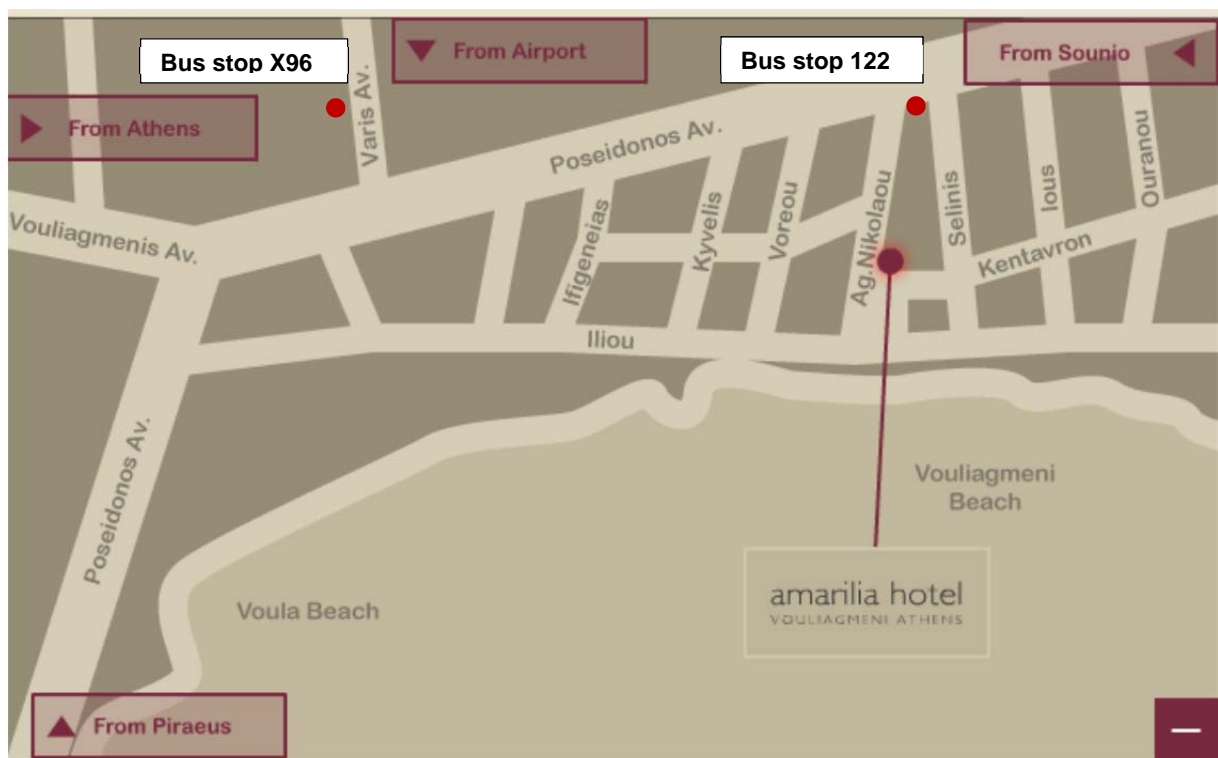 Bus stop X96
From Airport
Bus stop 122
From Sounio
From Athens
Varis Av.
Poseidonos Av.
Vouliagmenis Av.
Ifigeneias
Kyvelis
Voreou
Ag.Nikolaou
Selinis
Ious
Ouranou
Kentavron
Iliou
Poseidonos Av.
Vouliagmeni
Beach
Voula Beach
amarilia hotel
VOULIAGMENI ATHENS
From Piraeus